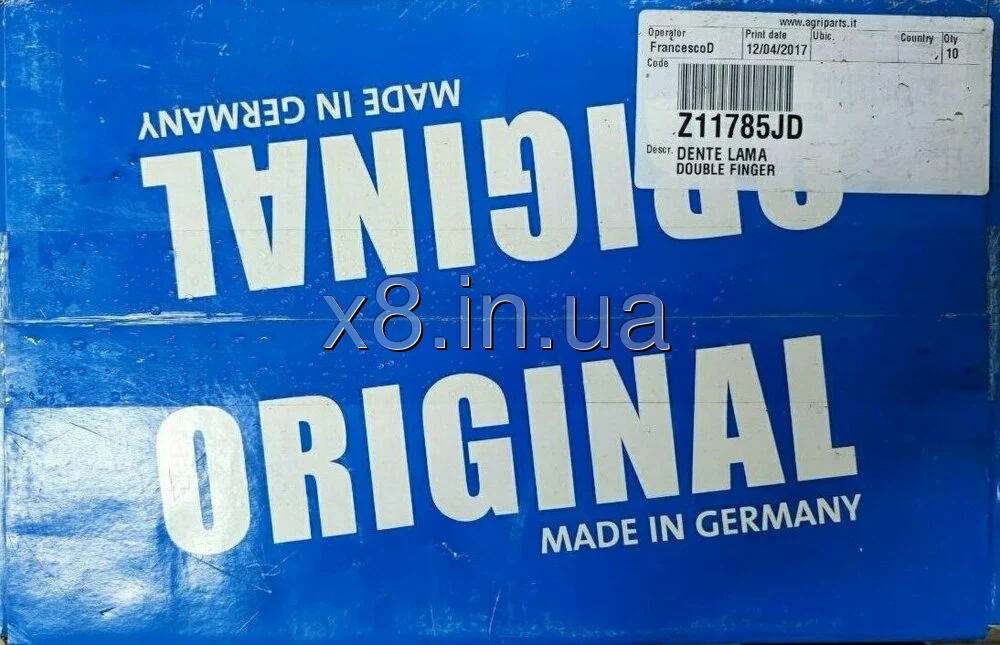 www.agriparts.it
Operator Print date Ubic. Country Qty
FrancescoD 12/04/2017 10
Code
Z11785JD
Descr. DENTE LAMA
DOUBLE FINGER
MADE IN GERMANY
ORIGINAL
x8.in.ua
ORIGINAL
MADE IN GERMANY